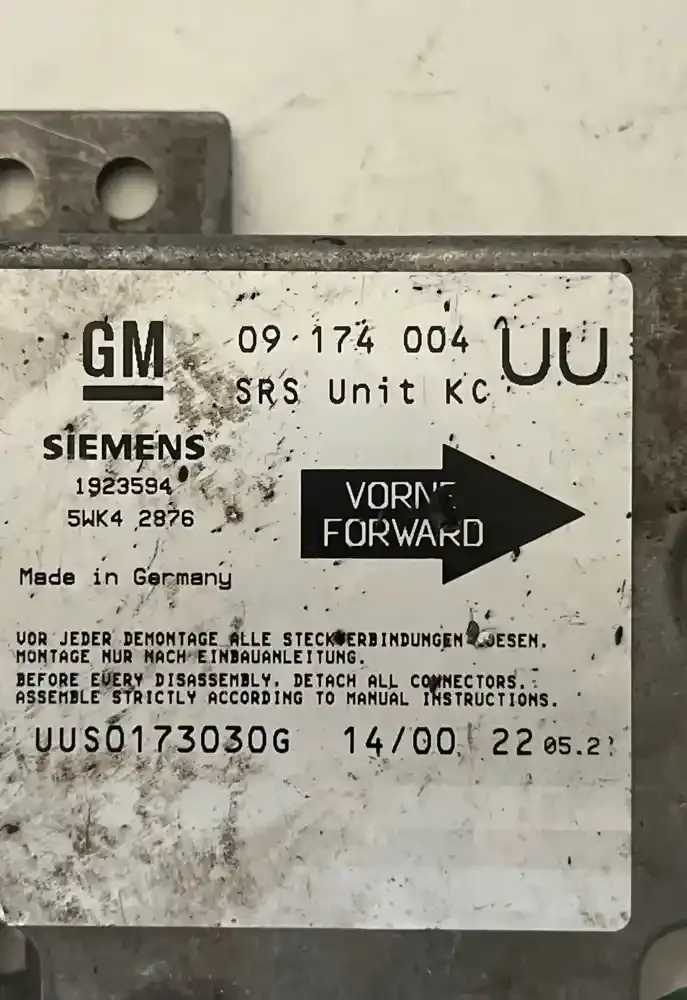 GM
09 174 004 UU
SRS Unit KC
SIEMENS
1923594
5WK4 2876
VORNE
FORWARD
Made in Germany
VOR JEDER DEMONTAGE ALLE STECKVERBINDUNGEN LOESEN.
MONTAGE NUR NACH EINBAUANLEITUNG.
BEFORE EVERY DISASSEMBLY, DETACH ALL CONNECTORS.
ASSEMBLE STRICTLY ACCORDING TO MANUAL INSTRUCTIONS.
UUS0173030G 14/00 22